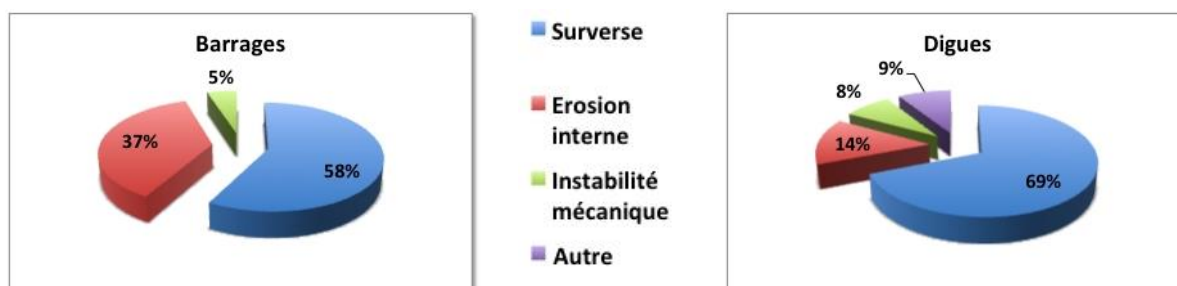 Barrages
5%
37%
58%
Surverse
Erosion
interne
Instabilité
mécanique
Autre
Digues
9%
8%
14%
69%